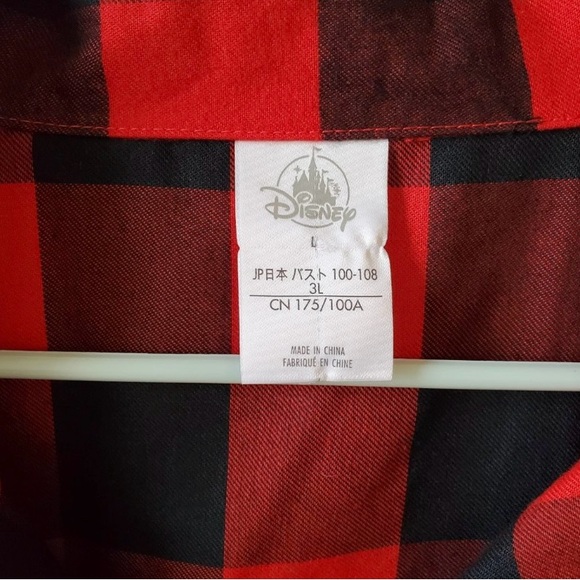 Disney
L
JP日本 バスト 100-108
3L
CN 175/100A
MADE IN CHINA
FABRIQUÉ EN CHINE